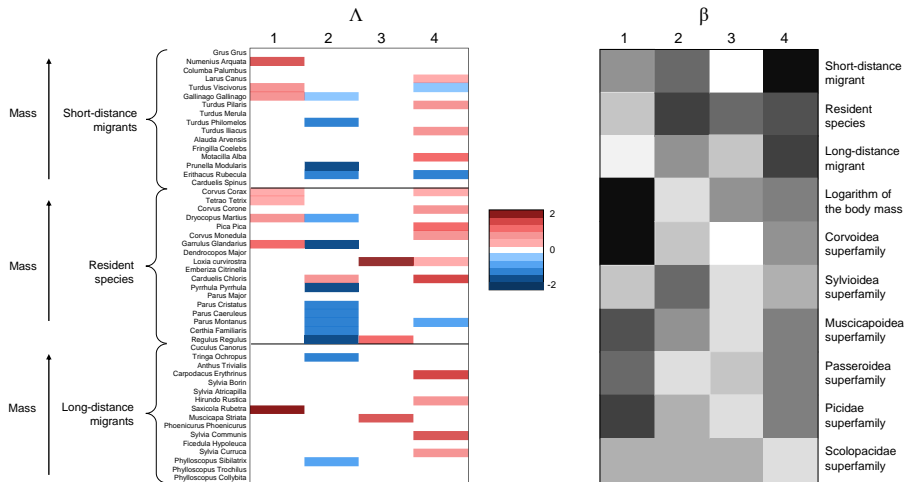 Λ
β
1 2 3 4
1 2 3 4
Mass
Short-distance
migrants
Grus Grus
Numenius Arquata
Columba Palumbus
Larus Canus
Turdus Viscivorus
Gallinago Gallinago
Turdus Pilaris
Turdus Merula
Turdus Philomelos
Turdus Iliacus
Alauda Arvensis
Fringilla Coelebs
Motacilla Alba
Prunella Modularis
Erithacus Rubecula
Carduelis Spinus
Mass
Resident
species
Corvus Corax
Tetrao Tetrix
Corvus Corone
Dryocopus Martius
Pica Pica
Corvus Monedula
Garrulus Glandarius
Dendrocopos Major
Loxia curvirostra
Emberiza Citrinella
Carduelis Chloris
Pyrrhula Pyrrhula
Parus Major
Parus Cristatus
Parus Caeruleus
Parus Montanus
Certhia Familiaris
Regulus Regulus
Mass
Long-distance
migrants
Cuculus Canorus
Tringa Ochropus
Anthus Trivialis
Carpodacus Erythrinus
Sylvia Borin
Sylvia Atricapilla
Hirundo Rustica
Saxicola Rubetra
Muscicapa Striata
Phoenicurus Phoenicurus
Sylvia Communis
Ficedula Hypoleuca
Sylvia Curruca
Phylloscopus Sibilatrix
Phylloscopus Trochilus
Phylloscopus Collybita
2
0
-2
Short-distance
migrant
Resident
species
Long-distance
migrant
Logarithm of
the body mass
Corvoidea
superfamily
Sylvioidea
superfamily
Muscicapoidea
superfamily
Passeroidea
superfamily
Picidae
superfamily
Scolopacidae
superfamily